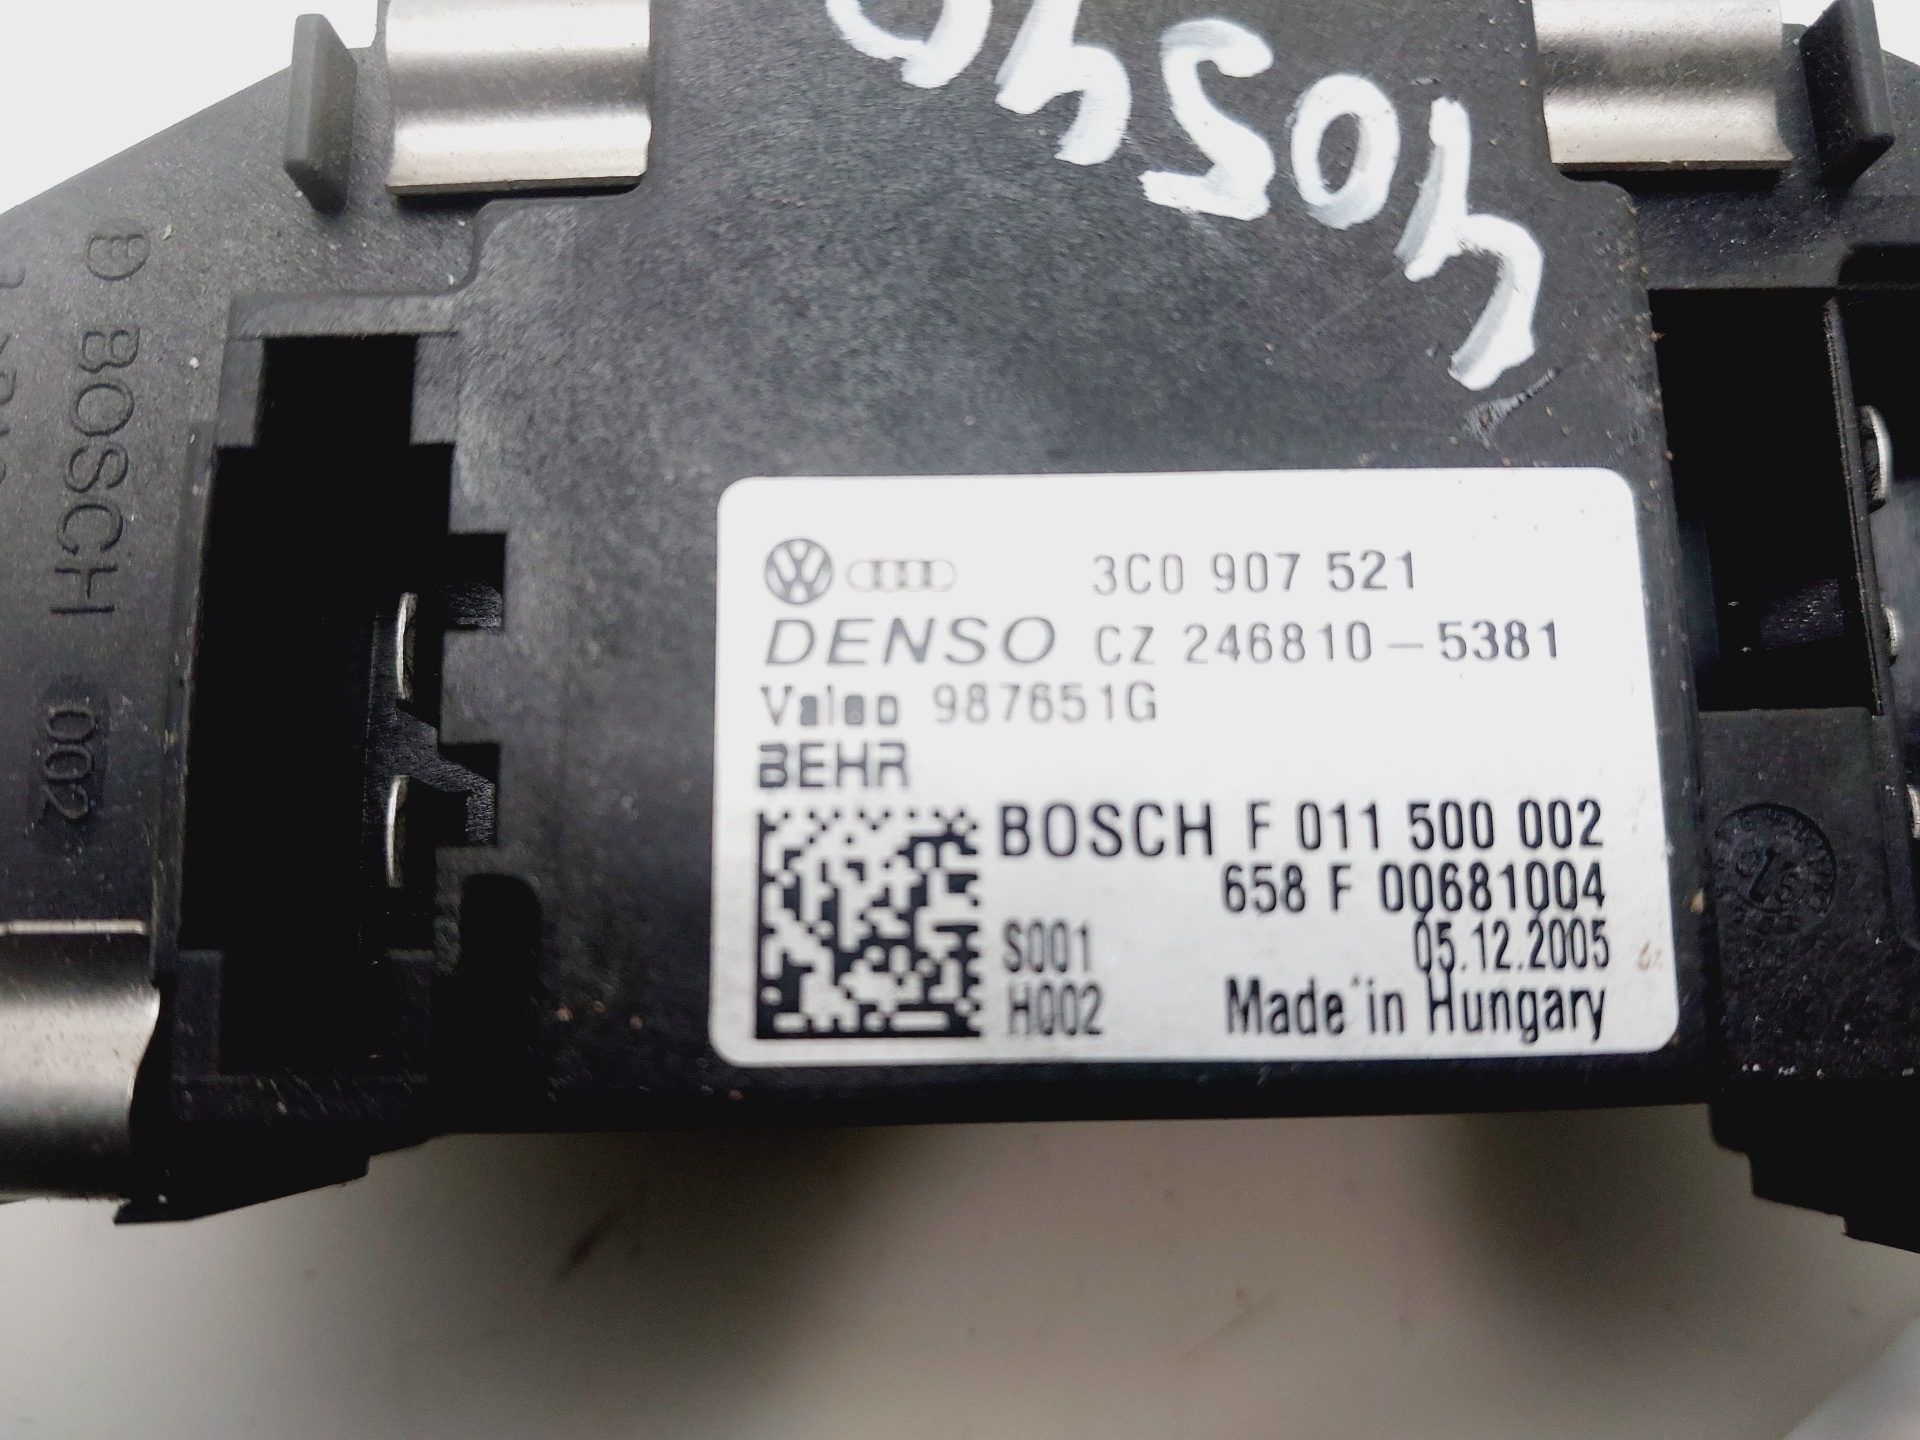 3C0 907 521
DENSO CZ 246810-5381
Valeo 987651G
BEHR
BOSCH F 011 500 002
658 F 00681004
S001 05.12.2005
H002 Made in Hungary
BOSCH 002